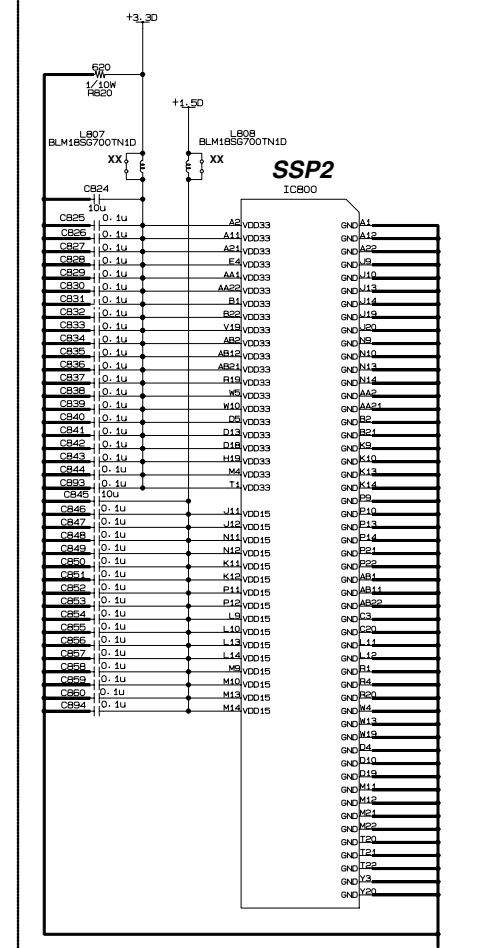 +3.3D
620
1/10W
R820
+1.5D
L807
BLM18SG700TN1D
L808
BLM18SG700TN1D
XX
XX
SSP2
IC800
C824
10u
C825 0.1u A2 VDD33 GND A1
C826 0.1u A11 VDD33 GND A12
C827 0.1u A21 VDD33 GND A22
C828 0.1u E4 VDD33 GND J9
C829 0.1u AA1 VDD33 GND J10
C830 0.1u AA22 VDD33 GND J13
C831 0.1u B1 VDD33 GND J14
C832 0.1u B22 VDD33 GND J19
C833 0.1u V19 VDD33 GND J20
C834 0.1u AB2 VDD33 GND N9
C835 0.1u AB12 VDD33 GND N10
C836 0.1u AB21 VDD33 GND N13
C837 0.1u R19 VDD33 GND N14
C838 0.1u W5 VDD33 GND AA2
C839 0.1u W10 VDD33 GND AA21
C840 0.1u D5 VDD33 GND B2
C841 0.1u D13 VDD33 GND B21
C842 0.1u D18 VDD33 GND K9
C843 0.1u H19 VDD33 GND K10
C844 0.1u M4 VDD33 GND K13
C893 0.1u T1 VDD33 GND K14
C845 10u GND P9
C846 0.1u J11 VDD15 GND P10
C847 0.1u J12 VDD15 GND P13
C848 0.1u N11 VDD15 GND P14
C849 0.1u N12 VDD15 GND P21
C850 0.1u K11 VDD15 GND P22
C851 0.1u K12 VDD15 GND AB1
C852 0.1u P11 VDD15 GND AB11
C853 0.1u P12 VDD15 GND AB22
C854 0.1u L9 VDD15 GND C3
C855 0.1u L10 VDD15 GND C20
C856 0.1u L13 VDD15 GND L11
C857 0.1u L14 VDD15 GND L12
C858 0.1u M9 VDD15 GND R1
C859 0.1u M10 VDD15 GND R4
C860 0.1u M13 VDD15 GND R20
C894 0.1u M14 VDD15 GND W4
GND W13
GND W19
GND D4
GND D10
GND D19
GND M11
GND M12
GND M21
GND M22
GND T20
GND T21
GND T22
GND Y3
GND Y20